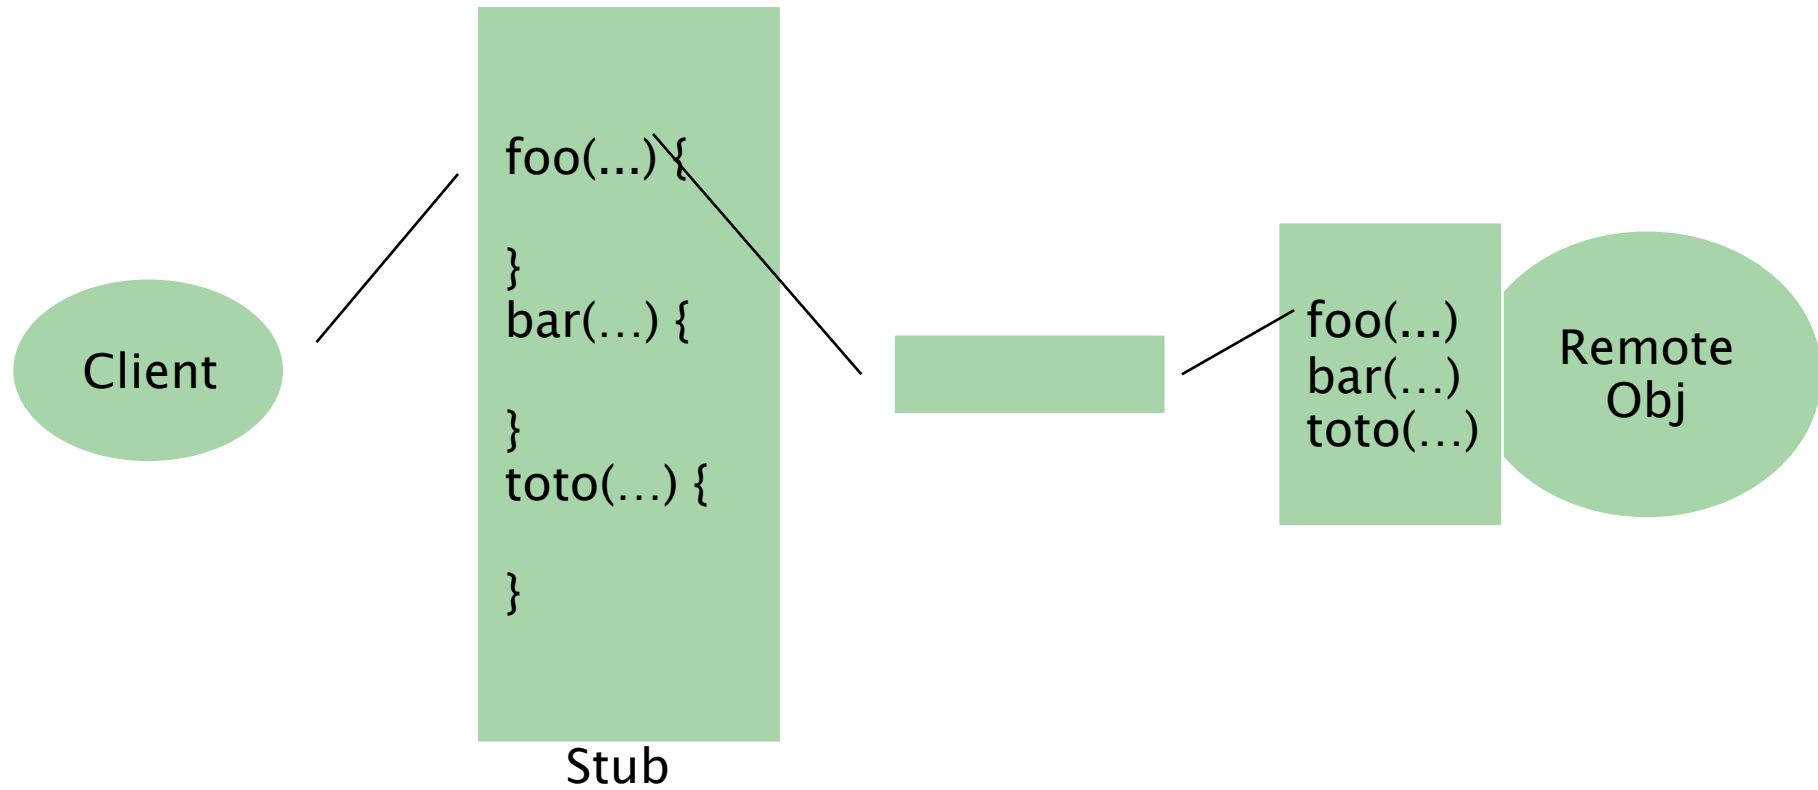 Client
foo(...) {
}
bar(...) {
}
toto(...) {
}
Stub
foo(...)
bar(...)
toto(...)
Remote
Obj